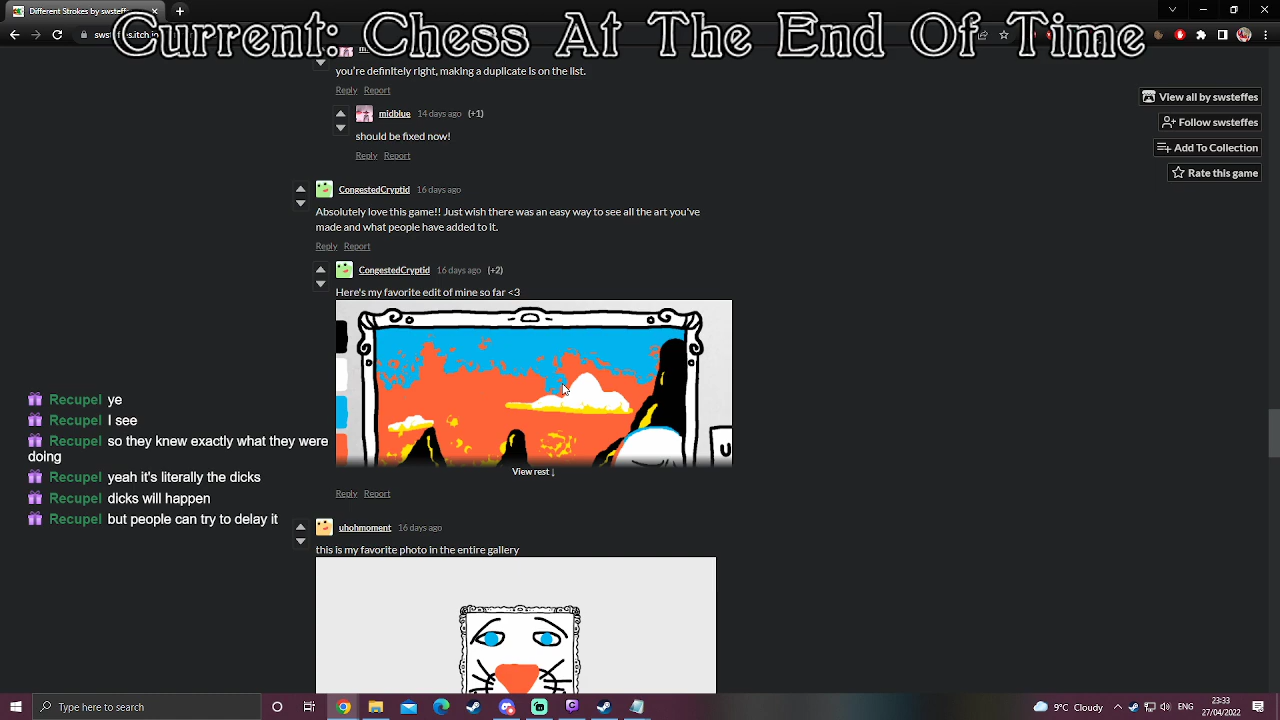 Different Strokes by swsteffes
Current: Chess At The End Of Time
you're definitely right, making a duplicate is on the list.
Reply Report
midblue 14 days ago (+1)
should be fixed now!
Reply Report
View all by swsteffes
Follow swsteffes
Add To Collection
Rate this game
CongestedCryptid 16 days ago
Absolutely love this game!! Just wish there was an easy way to see all the art you've
made and what people have added to it.
Reply Report
CongestedCryptid 16 days ago (+2)
Here's my favorite edit of mine so far <3
View rest ↓
Reply Report
Recupel ye
Recupel I see
Recupel so they knew exactly what they were
doing
Recupel yeah it's literally the dicks
Recupel dicks will happen
Recupel but people can try to delay it
uhohmoment 16 days ago
this is my favorite photo in the entire gallery
Type here to search
9°C Cloudy
23:33
27/04/2022